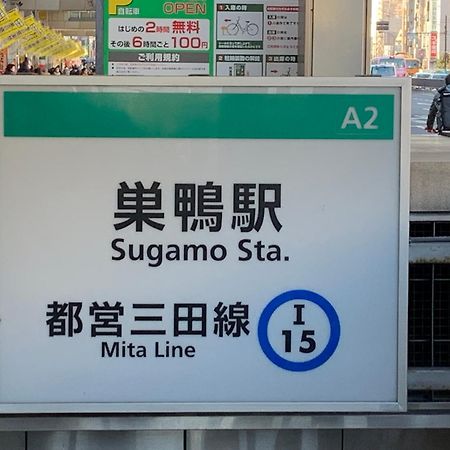 自転車
OPEN
はじめの2時間 無料
その後 6時間ごと 100円
ご利用規約
A2
巣鴨駅
Sugamo Sta.
都営三田線
Mita Line
I
15